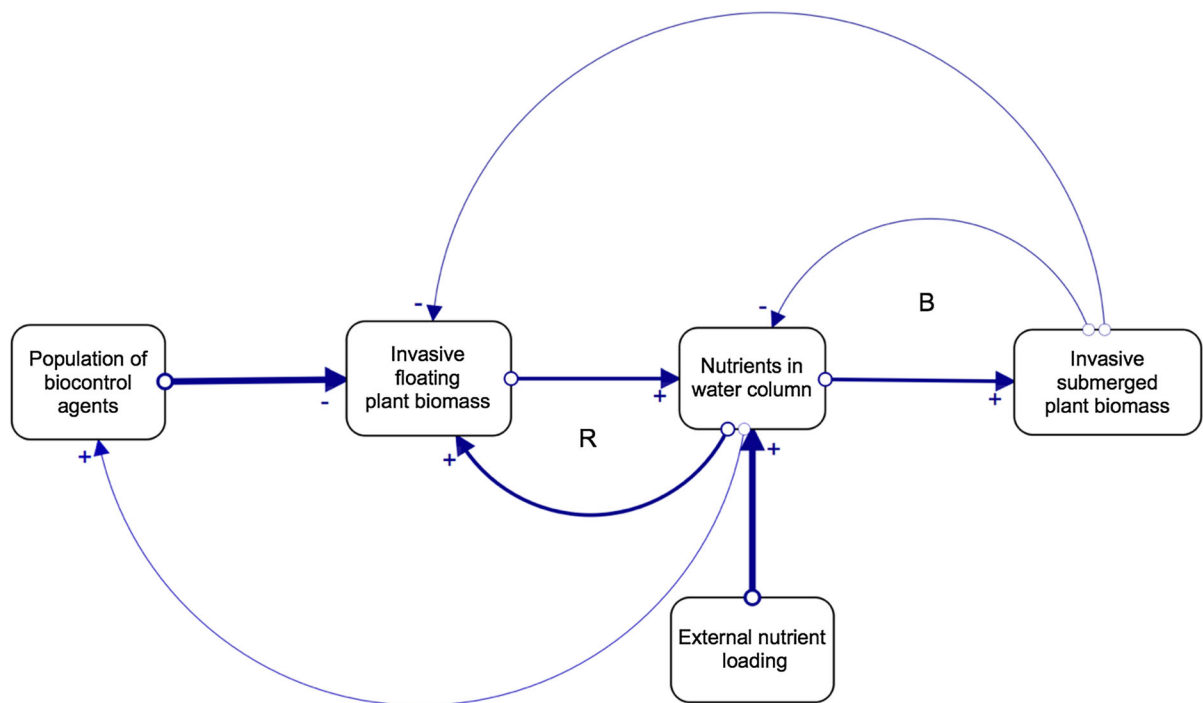 -
B
-
Population of
biocontrol
agents
-
Invasive
floating
plant biomass
+
Nutrients in
water column
+
Invasive
submerged
plant biomass
R
+
+
+
External nutrient
loading